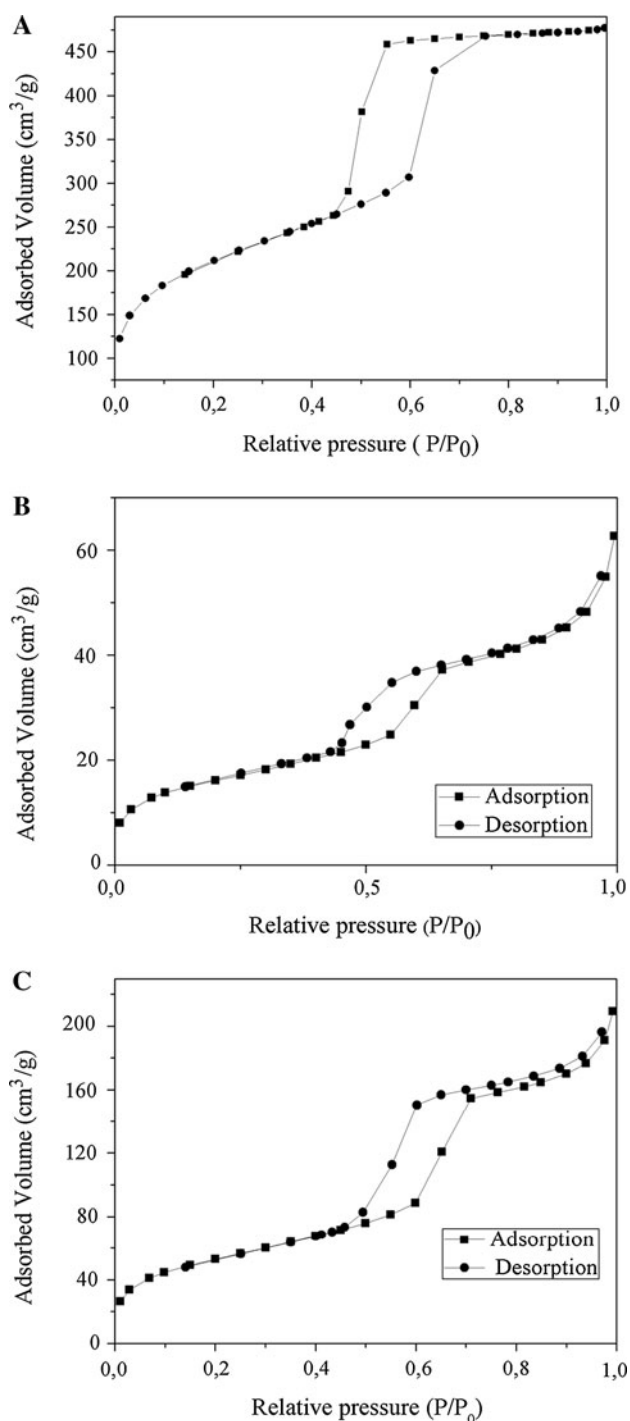 A
450
400
350
300
250
200
150
100
Adsorbed Volume (cm³/g)
0,0 0,2 0,4 0,6 0,8 1,0
Relative pressure ( P/P₀)
B
60
40
20
0
Adsorbed Volume (cm³/g)
Adsorption
Desorption
0,0 0,5 1,0
Relative pressure (P/P₀)
C
200
160
120
80
40
0
Adsorbed Volume (cm³/g)
Adsorption
Desorption
0,0 0,2 0,4 0,6 0,8 1,0
Relative pressure (P/P₀)